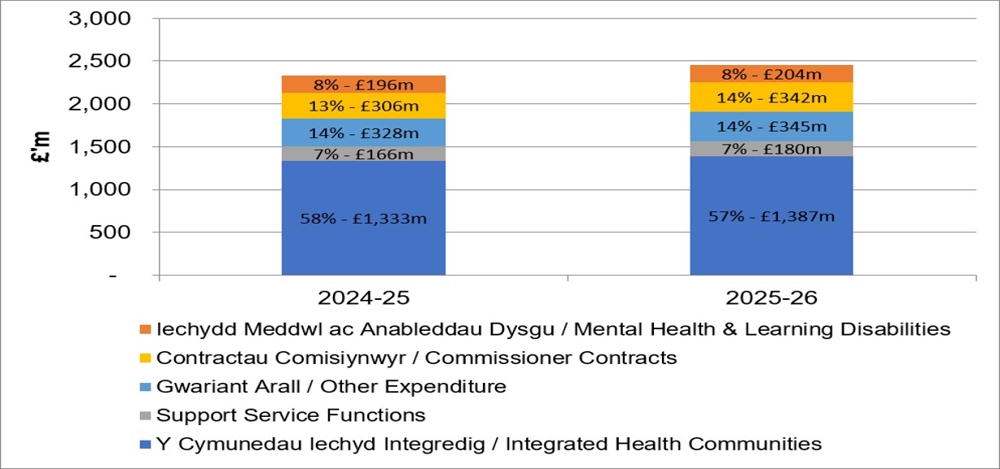 3,000
2,500
2,000
1,500
1,000
500
-
£'m
8% - £196m
13% - £306m
14% - £328m
7% - £166m
58% - £1,333m
8% - £204m
14% - £342m
14% - £345m
7% - £180m
57% - £1,387m
2024-25
2025-26
Iechydd Meddwl ac Anableddau Dysgu / Mental Health & Learning Disabilities
Contractau Comisiynwyr / Commissioner Contracts
Gwariant Arall / Other Expenditure
Support Service Functions
Y Cymunedau Iechyd Integredig / Integrated Health Communities